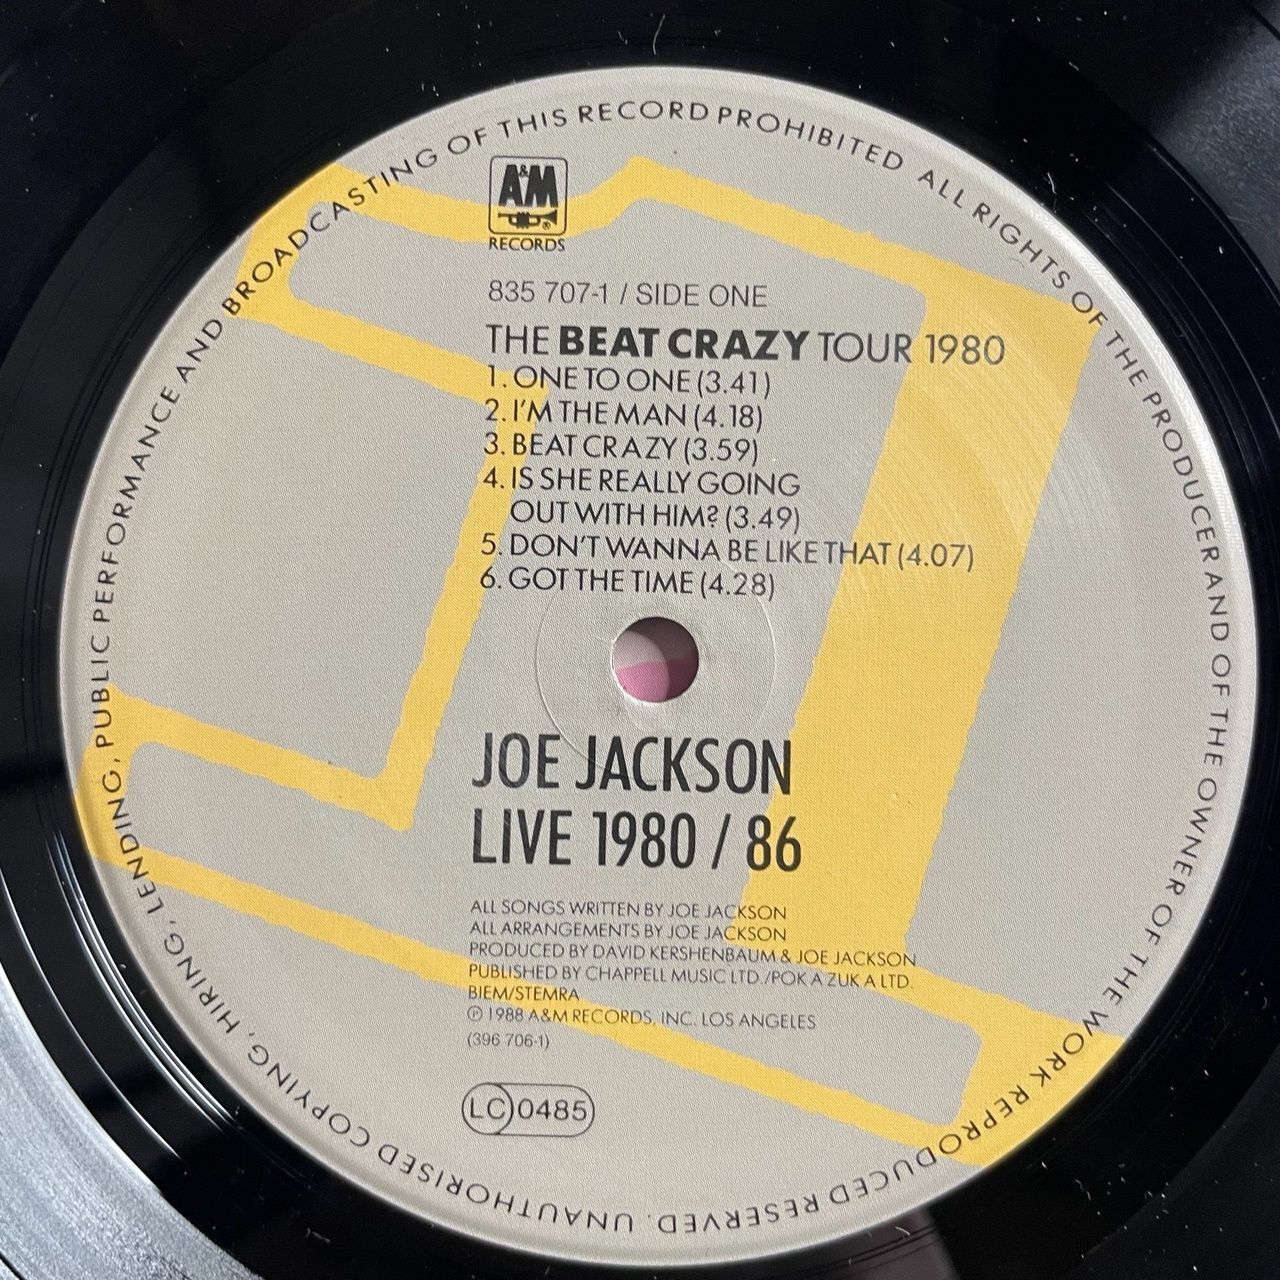 PUBLIC PERFORMANCE AND BROADCASTING OF THIS RECORD PROHIBITED ALL RIGHTS OF THE PRODUCER AND OF THE OWNER OF THE WORK REPRODUCED RESERVED. UNAUTHORISED COPYING, HIRING, LENDING,
A&M
®
RECORDS
835 707-1 / SIDE ONE
THE BEAT CRAZY TOUR 1980
1. ONE TO ONE (3.41)
2. I'M THE MAN (4.18)
3. BEAT CRAZY (3.59)
4. IS SHE REALLY GOING
OUT WITH HIM? (3.49)
5. DON'T WANNA BE LIKE THAT (4.07)
6. GOT THE TIME (4.28)
JOE JACKSON
LIVE 1980 / 86
ALL SONGS WRITTEN BY JOE JACKSON
ALL ARRANGEMENTS BY JOE JACKSON
PRODUCED BY DAVID KERSHENBAUM & JOE JACKSON
PUBLISHED BY CHAPPELL MUSIC LTD./POK A ZUK A LTD.
BIEM/STEMRA
℗ 1988 A&M RECORDS, INC. LOS ANGELES
(396 706-1)
LC 0485